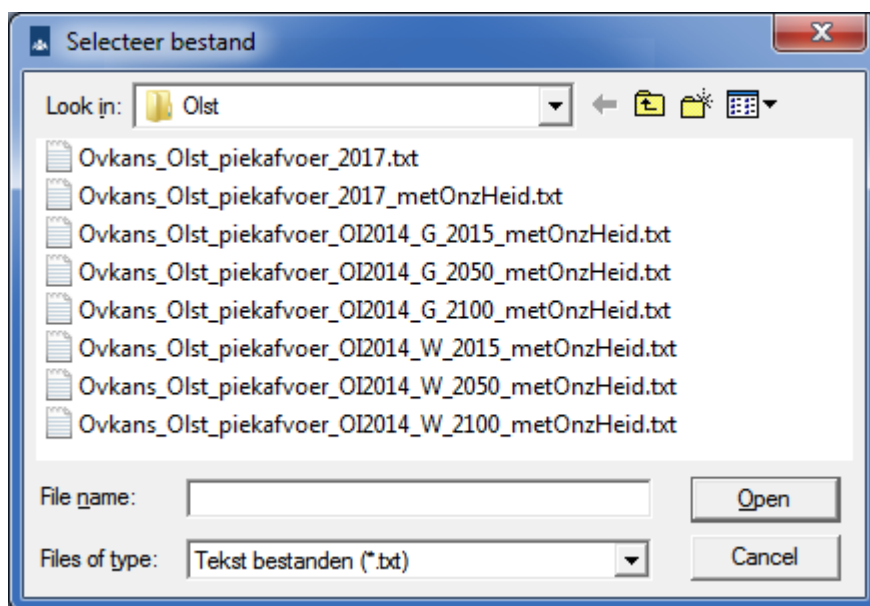 Selecteer bestand
Look in: Olst
Ovkans_Olst_piekafvoer_2017.txt
Ovkans_Olst_piekafvoer_2017_metOnzHeid.txt
Ovkans_Olst_piekafvoer_OI2014_G_2015_metOnzHeid.txt
Ovkans_Olst_piekafvoer_OI2014_G_2050_metOnzHeid.txt
Ovkans_Olst_piekafvoer_OI2014_G_2100_metOnzHeid.txt
Ovkans_Olst_piekafvoer_OI2014_W_2015_metOnzHeid.txt
Ovkans_Olst_piekafvoer_OI2014_W_2050_metOnzHeid.txt
Ovkans_Olst_piekafvoer_OI2014_W_2100_metOnzHeid.txt
File name: Open
Files of type: Tekst bestanden (*.txt) Cancel